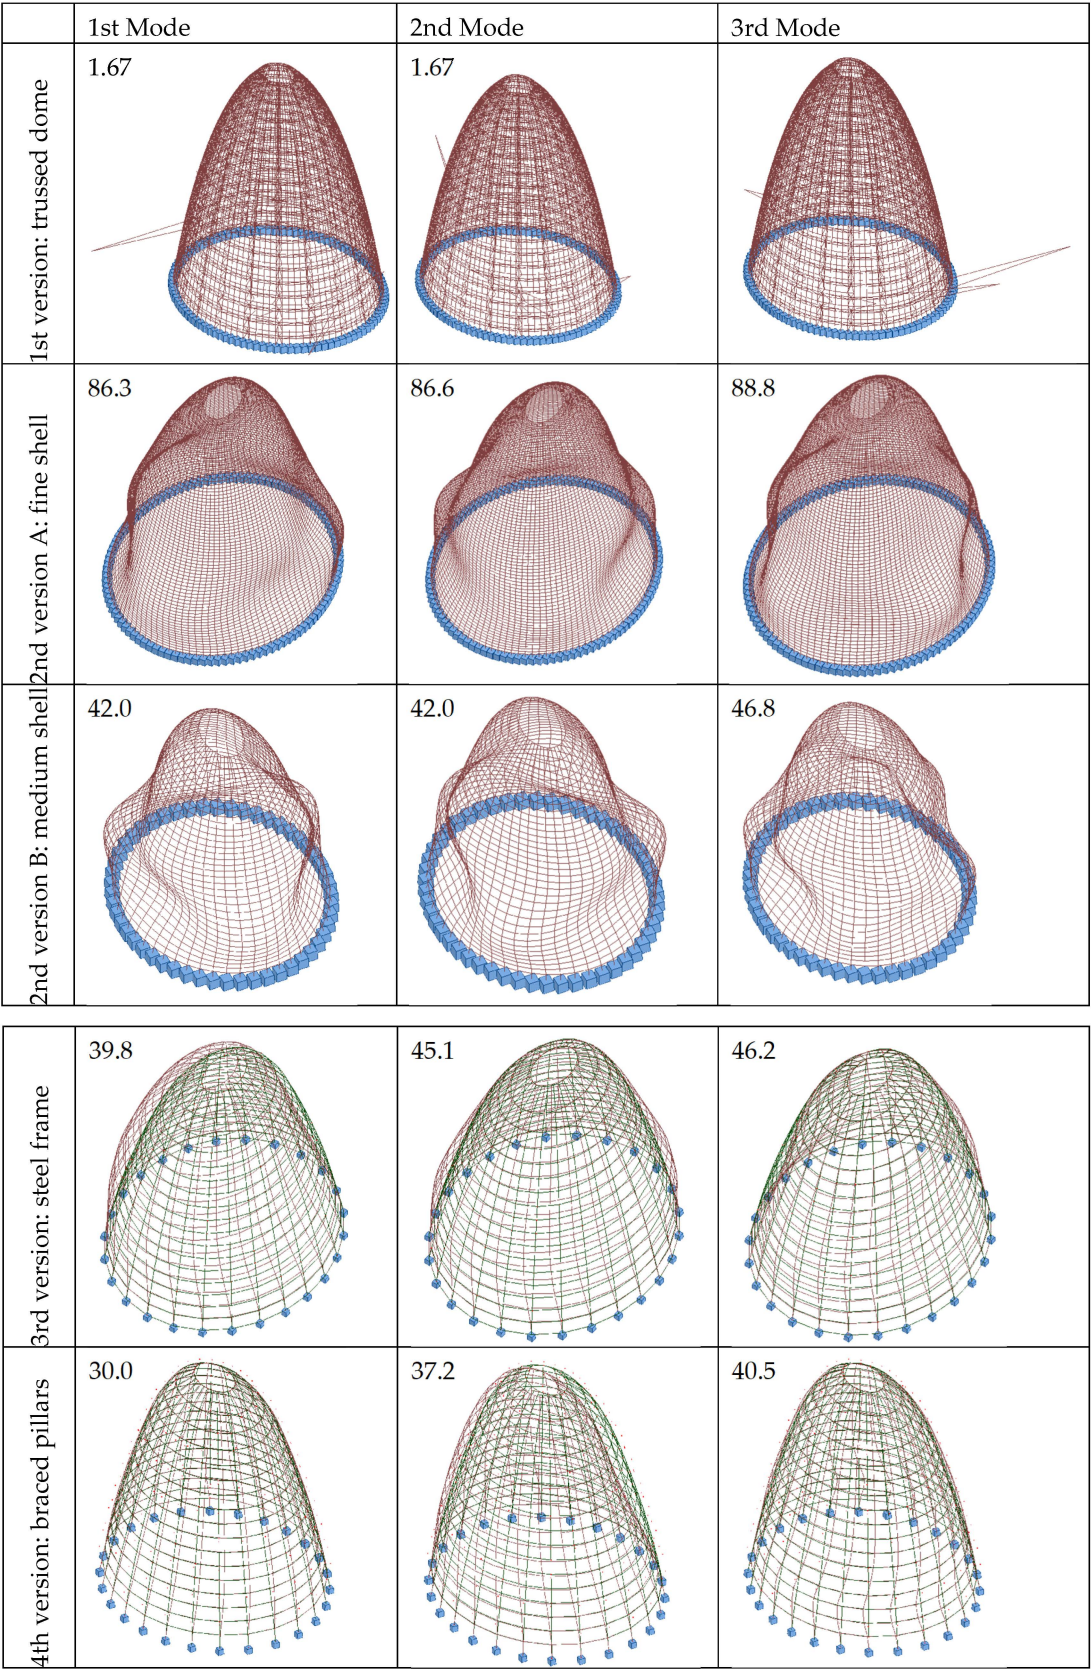 1st Mode 2nd Mode 3rd Mode
1st version: trussed dome
1.67 1.67
2nd version A: fine shell
86.3 86.6 88.8
2nd version B: medium shell
42.0 42.0 46.8
3rd version: steel frame
39.8 45.1 46.2
4th version: braced pillars
30.0 37.2 40.5